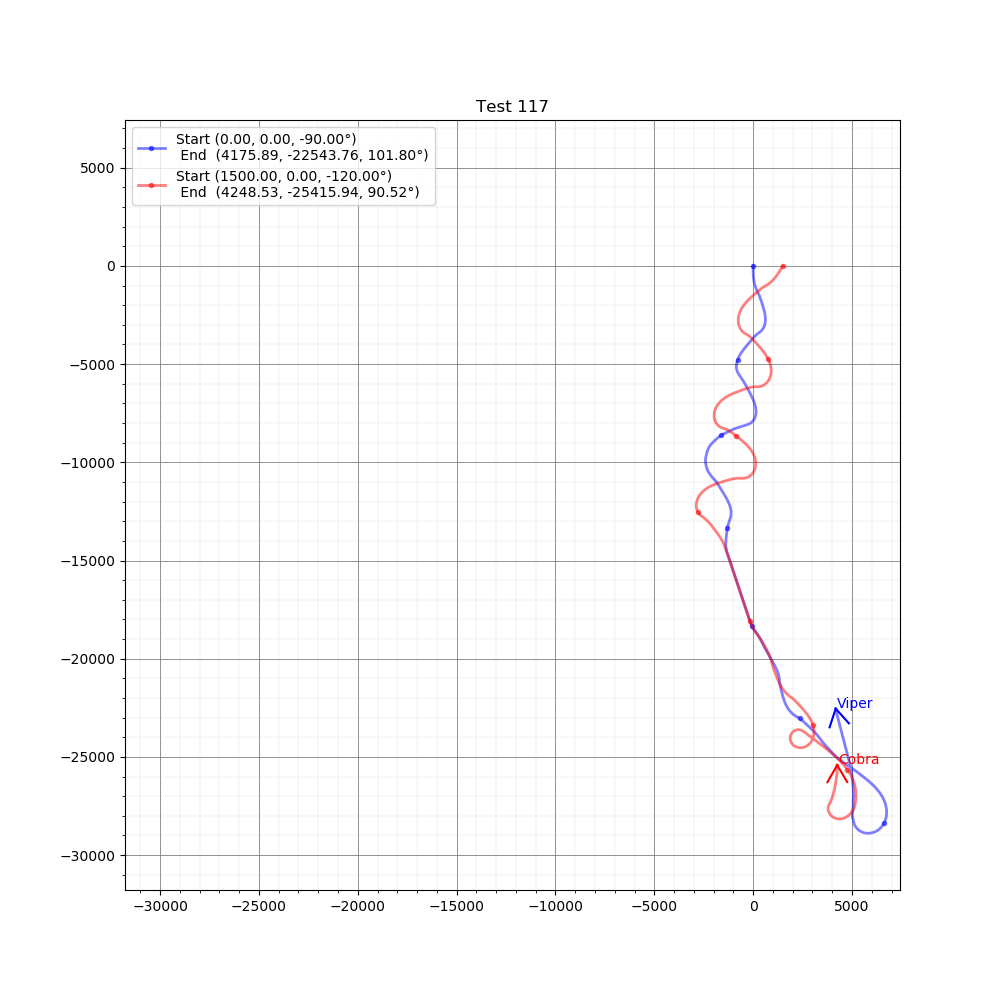 Test 117
Start (0.00, 0.00, -90.00°)
End  (4175.89, -22543.76, 101.80°)
Start (1500.00, 0.00, -120.00°)
End  (4248.53, -25415.94, 90.52°)
5000
0
−5000
−10000
−15000
−20000
−25000
−30000
Viper
Cobra
−30000 −25000 −20000 −15000 −10000 −5000 0 5000